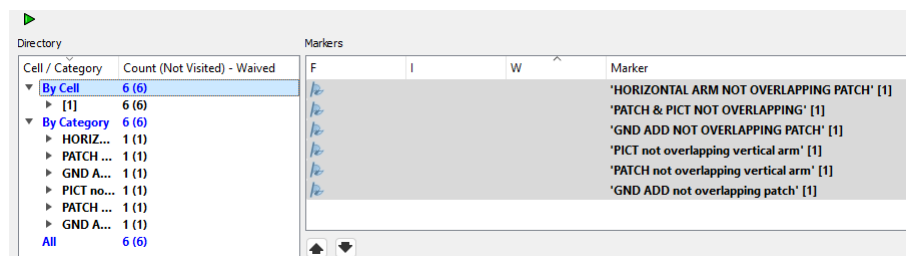 Directory
Markers
Cell / Category Count (Not Visited) - Waived
F I W Marker
By Cell 6 (6)
[1] 6 (6)
By Category 6 (6)
HORIZ... 1 (1)
PATCH ... 1 (1)
GND A... 1 (1)
PICT no... 1 (1)
PATCH ... 1 (1)
GND A... 1 (1)
All 6 (6)
'HORIZONTAL ARM NOT OVERLAPPING PATCH' [1]
'PATCH & PICT NOT OVERLAPPING' [1]
'GND ADD NOT OVERLAPPING PATCH' [1]
'PICT not overlapping vertical arm' [1]
'PATCH not overlapping vertical arm' [1]
'GND ADD not overlapping patch' [1]